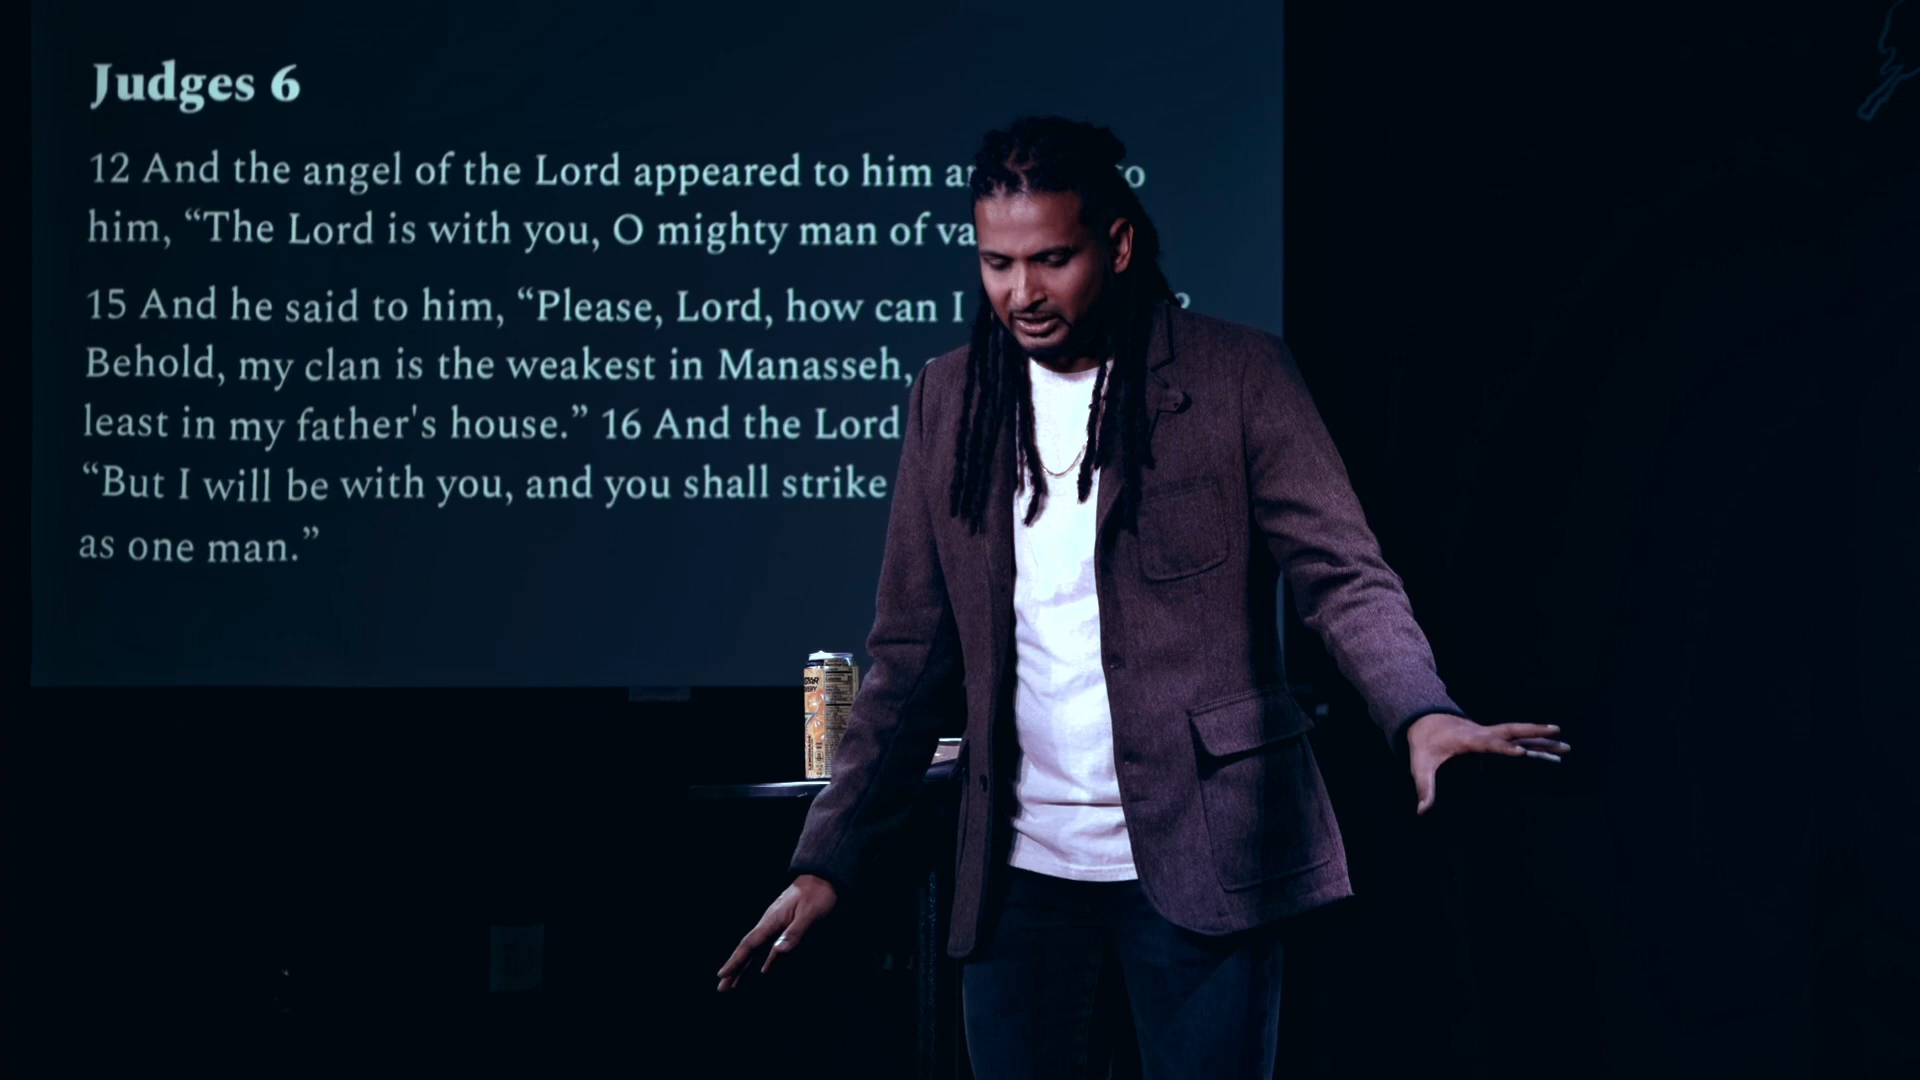 Judges 6
12 And the angel of the Lord appeared to him to
him, “The Lord is with you, O mighty man of
15 And he said to him, “Please, Lord, how can I ?
Behold, my clan is the weakest in Manasseh,
least in my father's house.” 16 And the Lord
“But I will be with you, and you shall strike
as one man.”